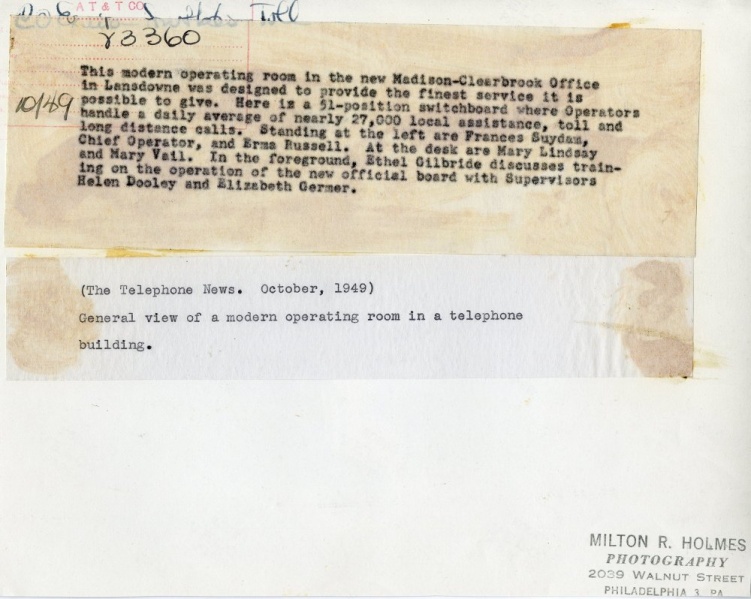 A T & T CO
Toll
23360
This modern operating room in the new Madison-Clearbrook Office
in Lansdowne was designed to provide the finest service it is
possible to give. Here is a 51-position switchboard where Operators
10/49
handle a daily average of nearly 27,000 local assistance, toll and
long distance calls. Standing at the left are Frances Suydam,
Chief Operator, and Erma Russell. At the desk are Mary Lindsay
and Mary Vail. In the foreground, Ethel Gilbride discusses train-
ing on the operation of the new official board with Supervisors
Helen Dooley and Elizabeth Germer.
(The Telephone News. October, 1949)
General view of a modern operating room in a telephone
building.
MILTON R. HOLMES
PHOTOGRAPHY
2039 WALNUT STREET
PHILADELPHIA 3, PA